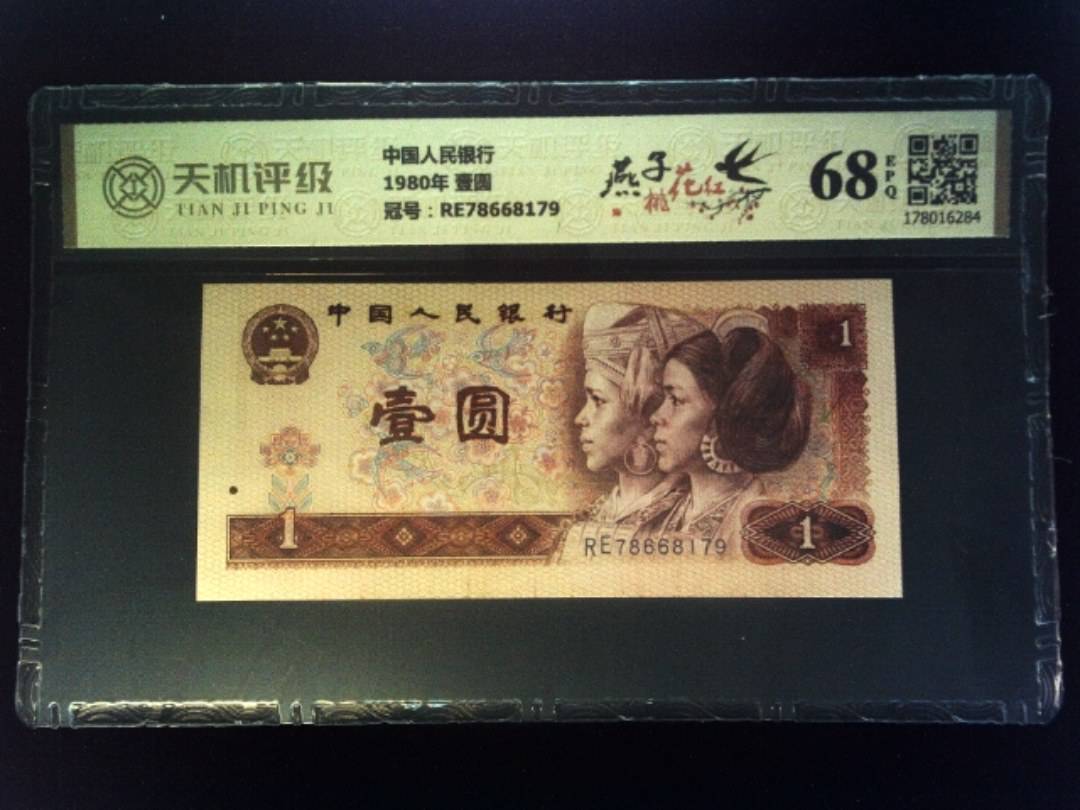 天机评级
TIAN JI PING JI
中国人民银行
1980年 壹圆
冠号：RE78668179
燕子
桃花红
68
EPQ
178016284
中国人民银行
1
壹圆
1
RE78668179
1